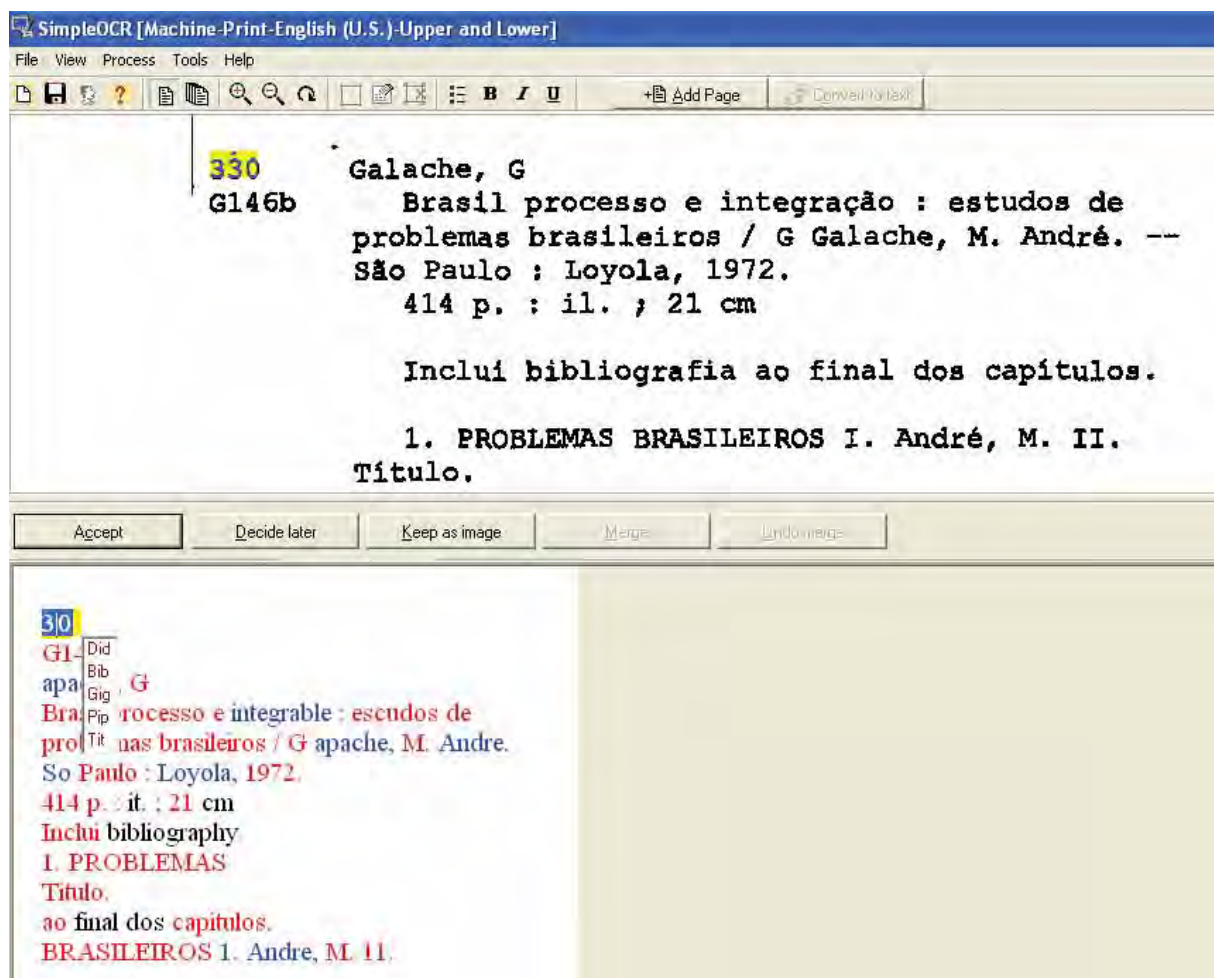 SimpleOCR [Machine-Print-English (U.S.)-Upper and Lower]
File View Process Tools Help
B I U +Add Page Convert to text
330 Galache, G
G146b Brasil processo e integração : estudos de
problemas brasileiros / G Galache, M. André. --
São Paulo : Loyola, 1972.
414 p. : il. ; 21 cm
Inclui bibliografia ao final dos capítulos.
1. PROBLEMAS BRASILEIROS I. André, M. II.
Título.
Accept Decide later Keep as image Merge Undo merge
30
G14
Did
Bib
Gig
Pip
Tit
apa , G
Bra rocesso e integrable : escudos de
prol nas brasileiros / G apache, M. Andre.
So Paulo : Loyola, 1972.
414 p. : it. ; 21 cm
Inclui bibliography
1. PROBLEMAS
Titulo.
ao final dos capitulos.
BRASILEIROS 1. Andre, M. 11.